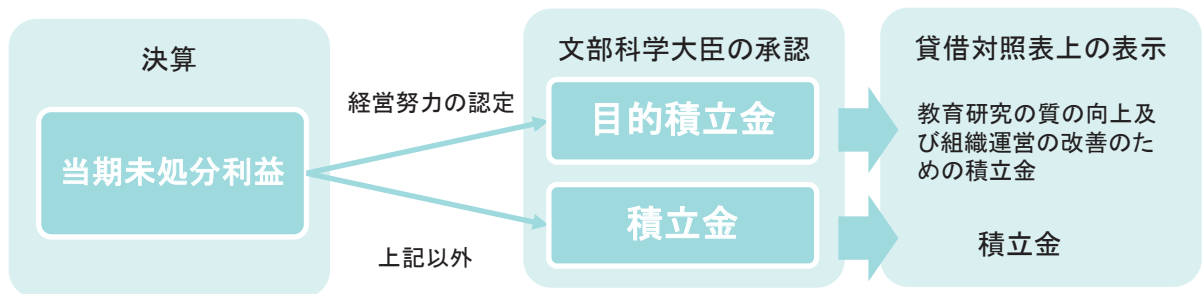 決算
当期未処分利益
経営努力の認定
上記以外
文部科学大臣の承認
目的積立金
積立金
貸借対照表上の表示
教育研究の質の向上及
び組織運営の改善のた
めの積立金
積立金